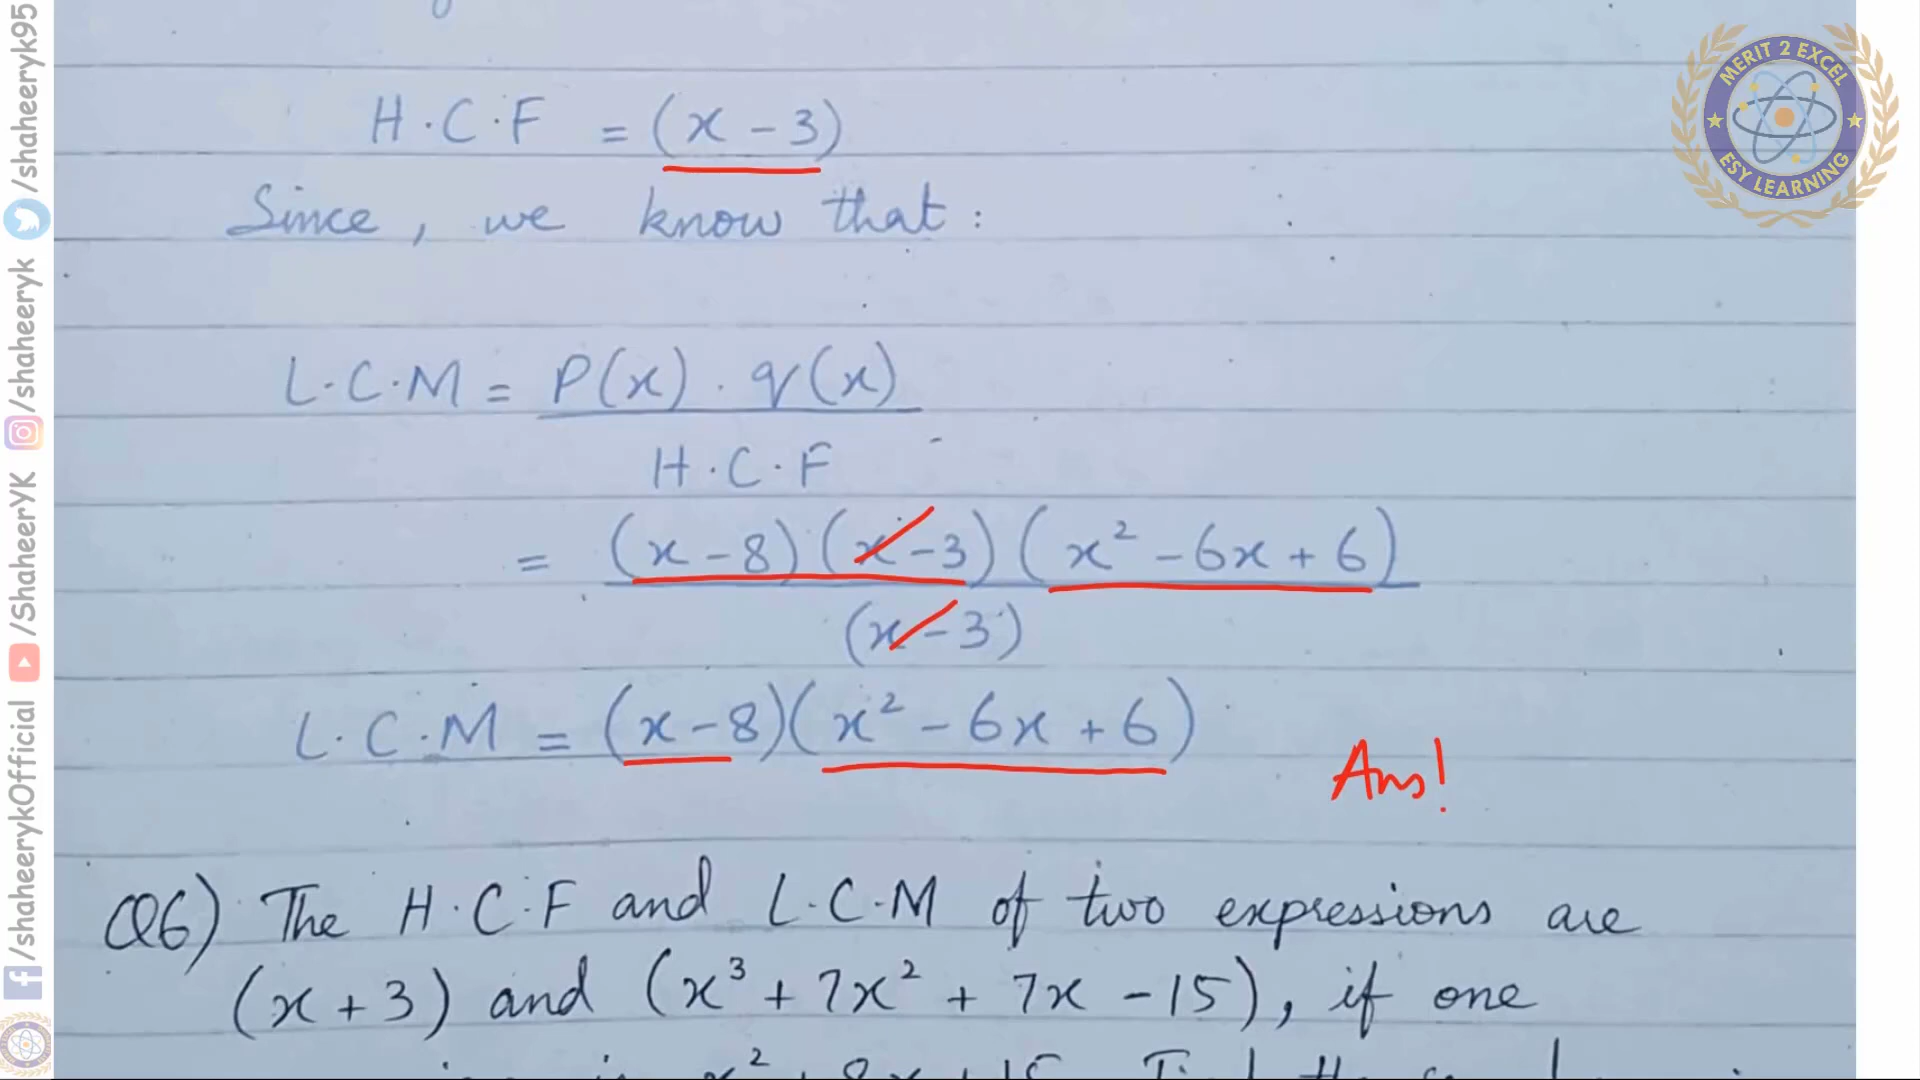 H.C.F = (x - 3)
Since, we know that:
L.C.M = P(x) . q(x)
H.C.F
= (x - 8)(x - 3)(x² - 6x + 6)
(x - 3)
L.C.M = (x - 8)(x² - 6x + 6)
Ans!
Q6) The H.C.F and L.C.M of two expressions are
(x + 3) and (x³ + 7x² + 7x - 15), if one
MERIT 2 EXCEL
ESY LEARNING
/shaheerykOfficial /ShaheerYK /shaheeryk /shaheeryk95